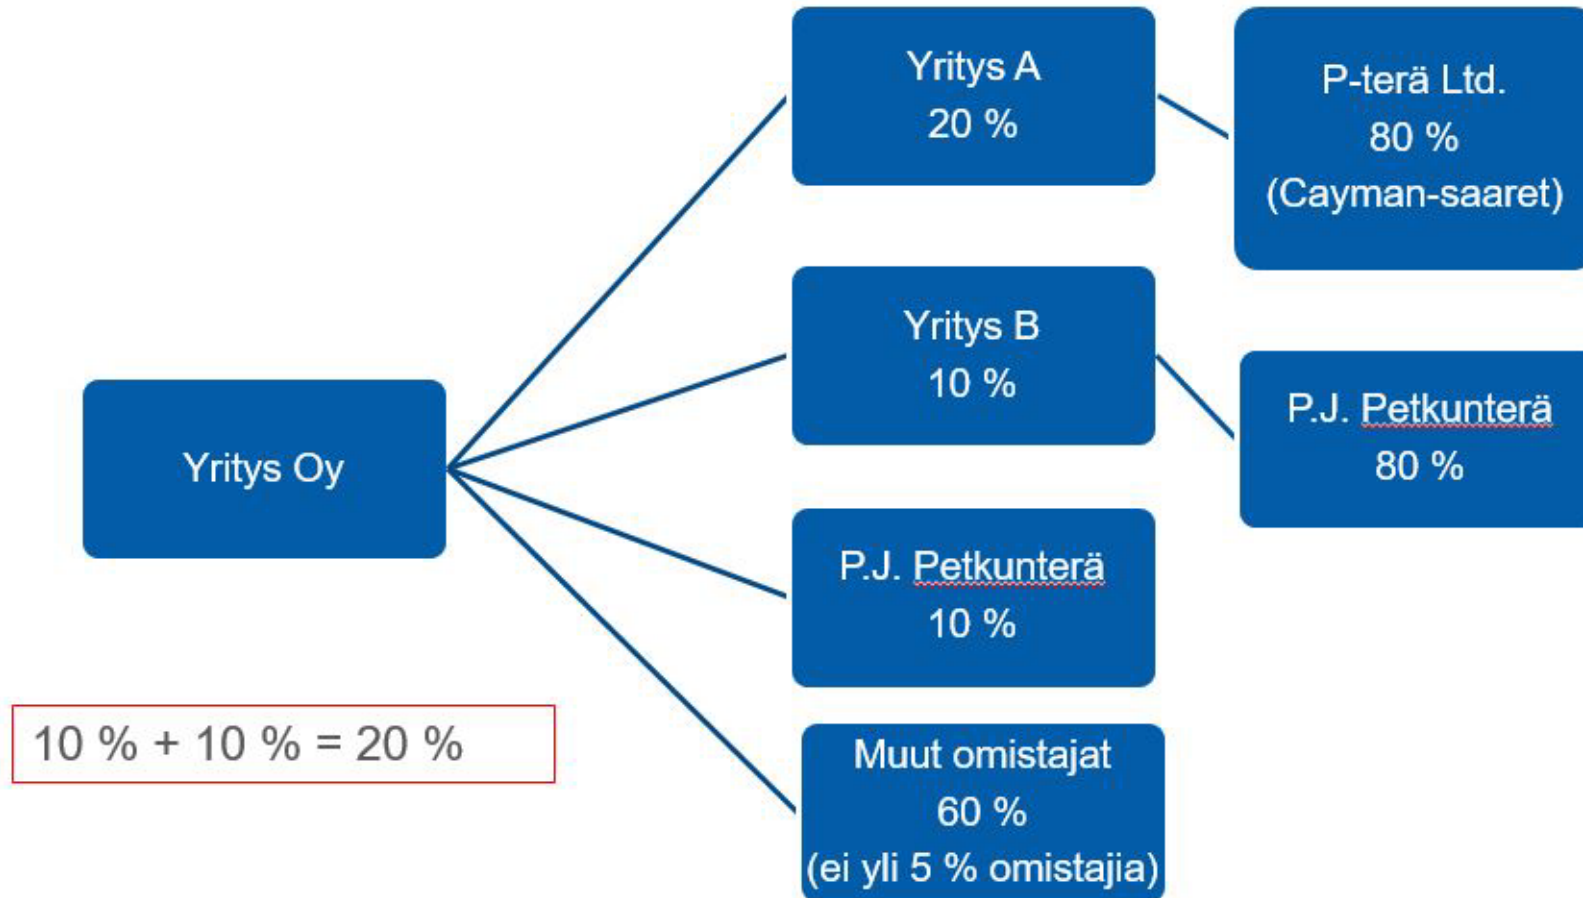 Yritys Oy
10 % + 10 % = 20 %
Yritys A
20 %
Yritys B
10 %
P.J. Petkunterä
10 %
Muut omistajat
60 %
(ei yli 5 % omistajia)
P-terä Ltd.
80 %
(Cayman-saaret)
P.J. Petkunterä
80 %